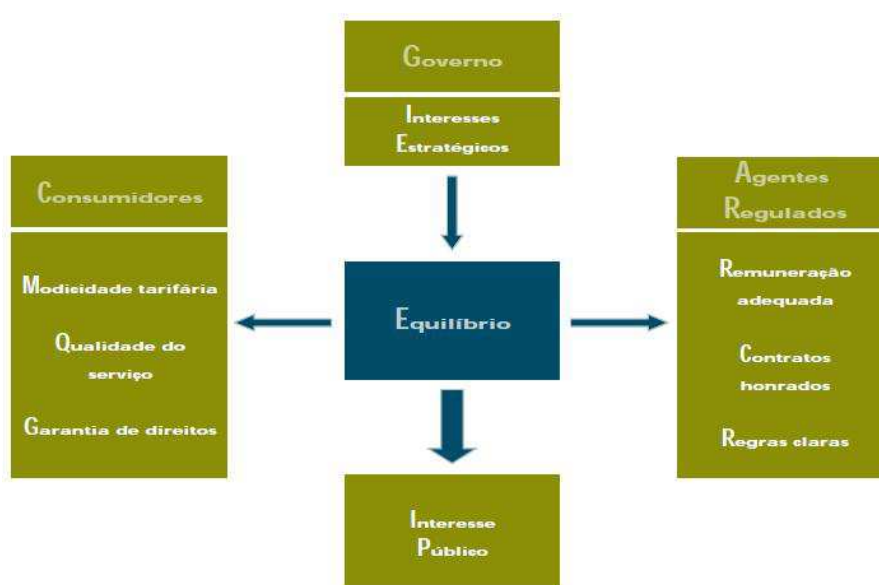 Governo
Interesses
Estratégicos
Consumidores
Modicidade tarifária
Qualidade do
serviço
Garantia de direitos
Equilíbrio
Agentes
Regulados
Remuneração
adequada
Contratos
honrados
Regras claras
Interesse
Público